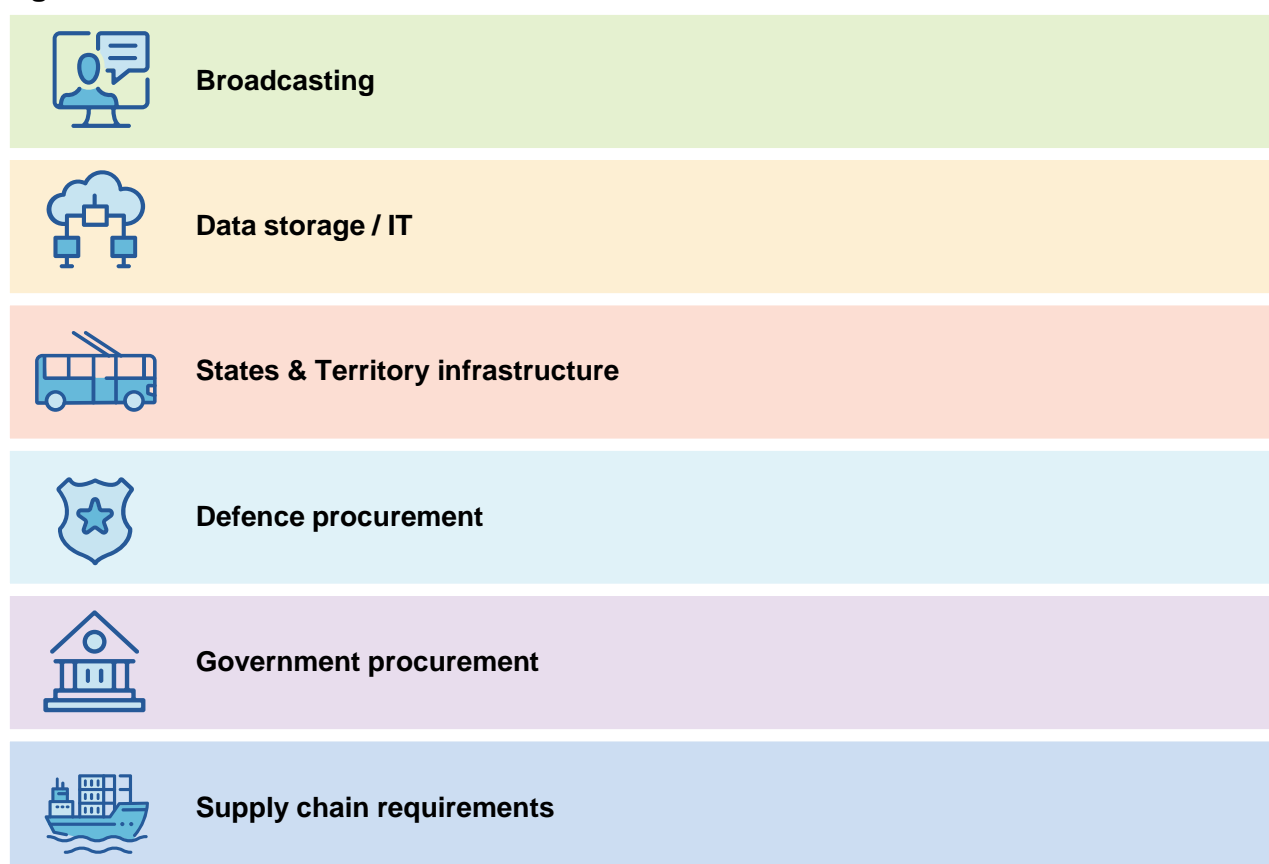 Broadcasting
Data storage / IT
States & Territory infrastructure
Defence procurement
Government procurement
Supply chain requirements